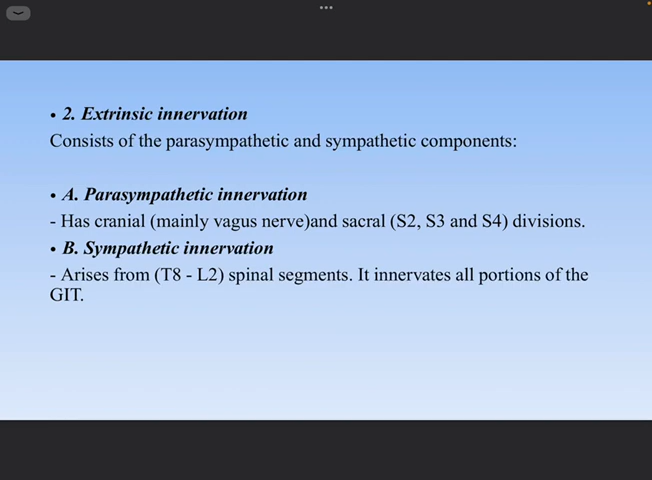 • 2. Extrinsic innervation
Consists of the parasympathetic and sympathetic components:
• A. Parasympathetic innervation
- Has cranial (mainly vagus nerve)and sacral (S2, S3 and S4) divisions.
• B. Sympathetic innervation
- Arises from (T8 - L2) spinal segments. It innervates all portions of the
GIT.